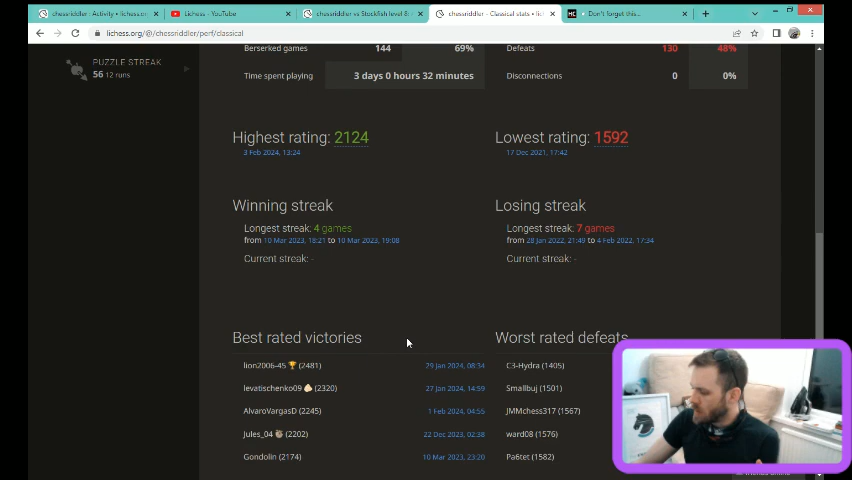 chessriddler : Activity • lichess.org
Lichess - YouTube
chessriddler vs Stockfish level 8:
chessriddler - Classical stats • lic
Don't forget this...
lichess.org/@/chessriddler/perf/classical
PUZZLE STREAK
56 12 runs
Berserked games 144 69%
Defeats 130 48%
Time spent playing 3 days 0 hours 32 minutes
Disconnections 0 0%
Highest rating: 2124
3 Feb 2024, 13:24
Lowest rating: 1592
17 Dec 2021, 17:42
Winning streak
Longest streak: 4 games
from 10 Mar 2023, 18:21 to 10 Mar 2023, 19:08
Current streak: -
Losing streak
Longest streak: 7 games
from 28 Jan 2022, 21:49 to 4 Feb 2022, 17:34
Current streak: -
Best rated victories
lion2006-45 (2481) 29 Jan 2024, 08:34
levatischenko09 (2320) 27 Jan 2024, 14:59
AlvaroVargasD (2245) 1 Feb 2024, 04:55
Jules_04 (2202) 22 Dec 2023, 02:38
Gondolin (2174) 10 Mar 2023, 23:20
Worst rated defeats
C3-Hydra (1405)
Smallbuj (1501)
JMMchess317 (1567)
ward08 (1576)
Pa6tet (1582)